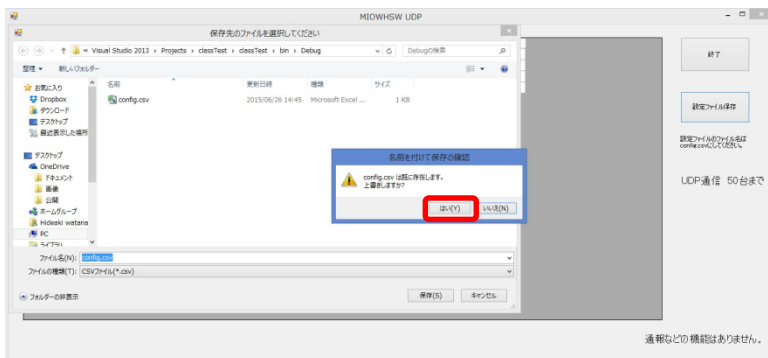 MIOWHSW UDP
保存先のファイルを選択してください
« Visual Studio 2013 › Projects › classTest › bin › Debug
Debugの検索
整理 ▼ 新しいフォルダー
お気に入り
Dropbox
ダウンロード
デスクトップ
最近表示した場所
デスクトップ
OneDrive
ドキュメント
画像
公開
ホームグループ
Hideaki watana
PC
ライブラリ
名前 更新日時 種類 サイズ
config.csv 2015/06/26 14:45 Microsoft Excel ... 1 KB
名前を付けて保存の確認
config.csv は既に存在します。
上書きしますか?
はい(Y) いいえ(N)
ファイル名(N): config.csv
ファイルの種類(T): CSVファイル(*.csv)
フォルダーの非表示
保存(S) キャンセル
終了
設定ファイル保存
設定ファイルのファイル名は
config.csvにしてください。
UDP通信 50台まで
通報などの機能はありません。